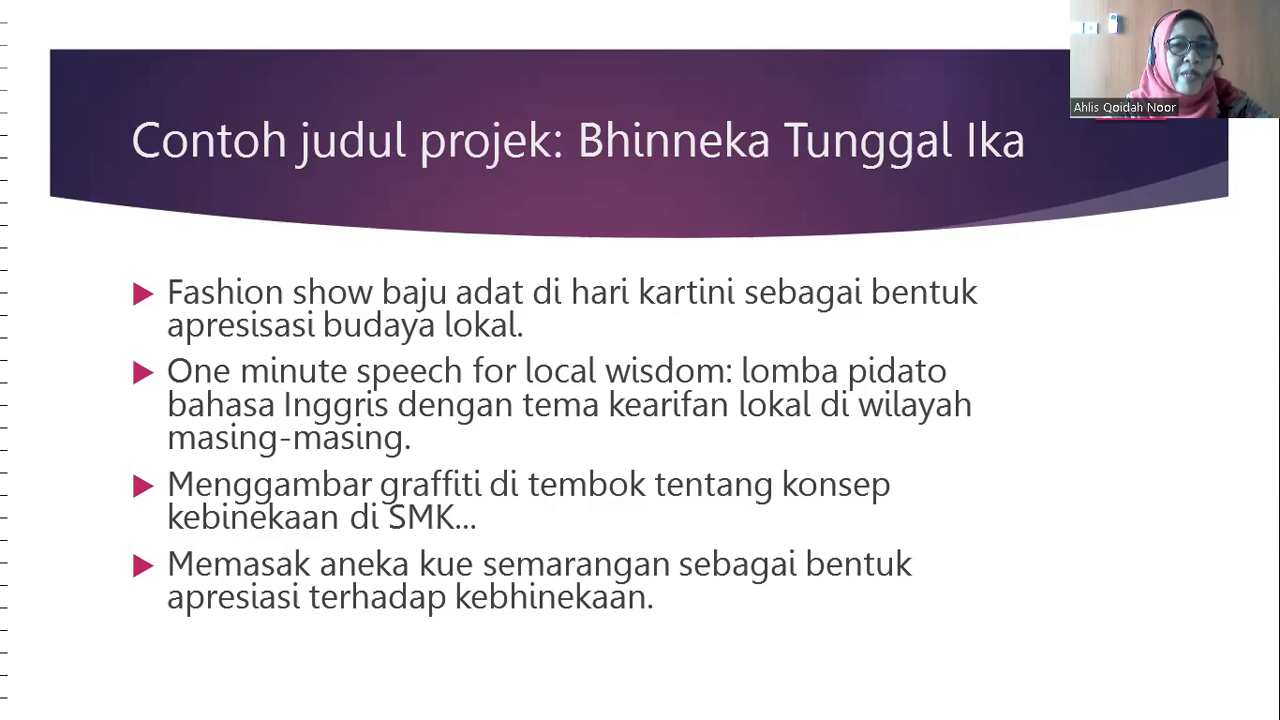 Ahlis Qoidah Noor
Contoh judul projek: Bhinneka Tunggal Ika
Fashion show baju adat di hari kartini sebagai bentuk
apresisasi budaya lokal.
One minute speech for local wisdom: lomba pidato
bahasa Inggris dengan tema kearifan lokal di wilayah
masing-masing.
Menggambar graffiti di tembok tentang konsep
kebinekaan di SMK...
Memasak aneka kue semarangan sebagai bentuk
apresiasi terhadap kebhinekaan.